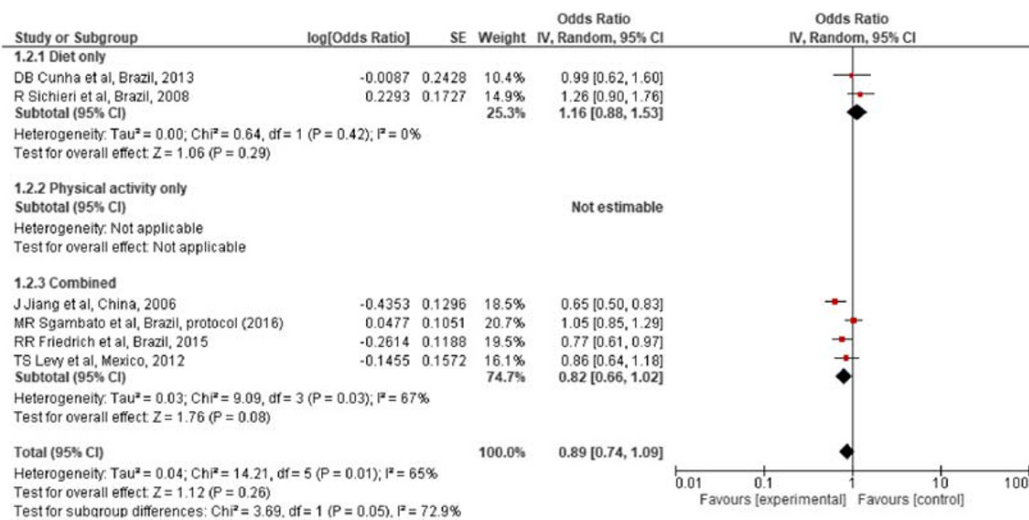 Odds Ratio Odds Ratio
Study or Subgroup log[Odds Ratio] SE Weight IV, Random, 95% CI IV, Random, 95% CI
1.2.1 Diet only
DB Cunha et al, Brazil, 2013 -0.0087 0.2428 10.4% 0.99 [0.62, 1.60]
R Sichieri et al, Brazil, 2008 0.2293 0.1727 14.9% 1.26 [0.90, 1.76]
Subtotal (95% CI) 25.3% 1.16 [0.88, 1.53]
Heterogeneity: Tau² = 0.00; Chi² = 0.64, df = 1 (P = 0.42); I² = 0%
Test for overall effect: Z = 1.06 (P = 0.29)
1.2.2 Physical activity only
Subtotal (95% CI) Not estimable
Heterogeneity: Not applicable
Test for overall effect: Not applicable
1.2.3 Combined
J Jiang et al, China, 2006 -0.4353 0.1296 18.5% 0.65 [0.50, 0.83]
MR Sgambato et al, Brazil, protocol (2016) 0.0477 0.1051 20.7% 1.05 [0.85, 1.29]
RR Friedrich et al, Brazil, 2015 -0.2614 0.1188 19.5% 0.77 [0.61, 0.97]
TS Levy et al, Mexico, 2012 -0.1455 0.1572 16.1% 0.86 [0.64, 1.18]
Subtotal (95% CI) 74.7% 0.82 [0.66, 1.02]
Heterogeneity: Tau² = 0.03; Chi² = 9.09, df = 3 (P = 0.03); I² = 67%
Test for overall effect: Z = 1.76 (P = 0.08)
Total (95% CI) 100.0% 0.89 [0.74, 1.09]
Heterogeneity: Tau² = 0.04; Chi² = 14.21, df = 5 (P = 0.01); I² = 65%
Test for overall effect: Z = 1.12 (P = 0.26)
Test for subgroup differences: Chi² = 3.69, df = 1 (P = 0.05), I² = 72.9%
0.01 0.1 1 10 100
Favours [experimental] Favours [control]